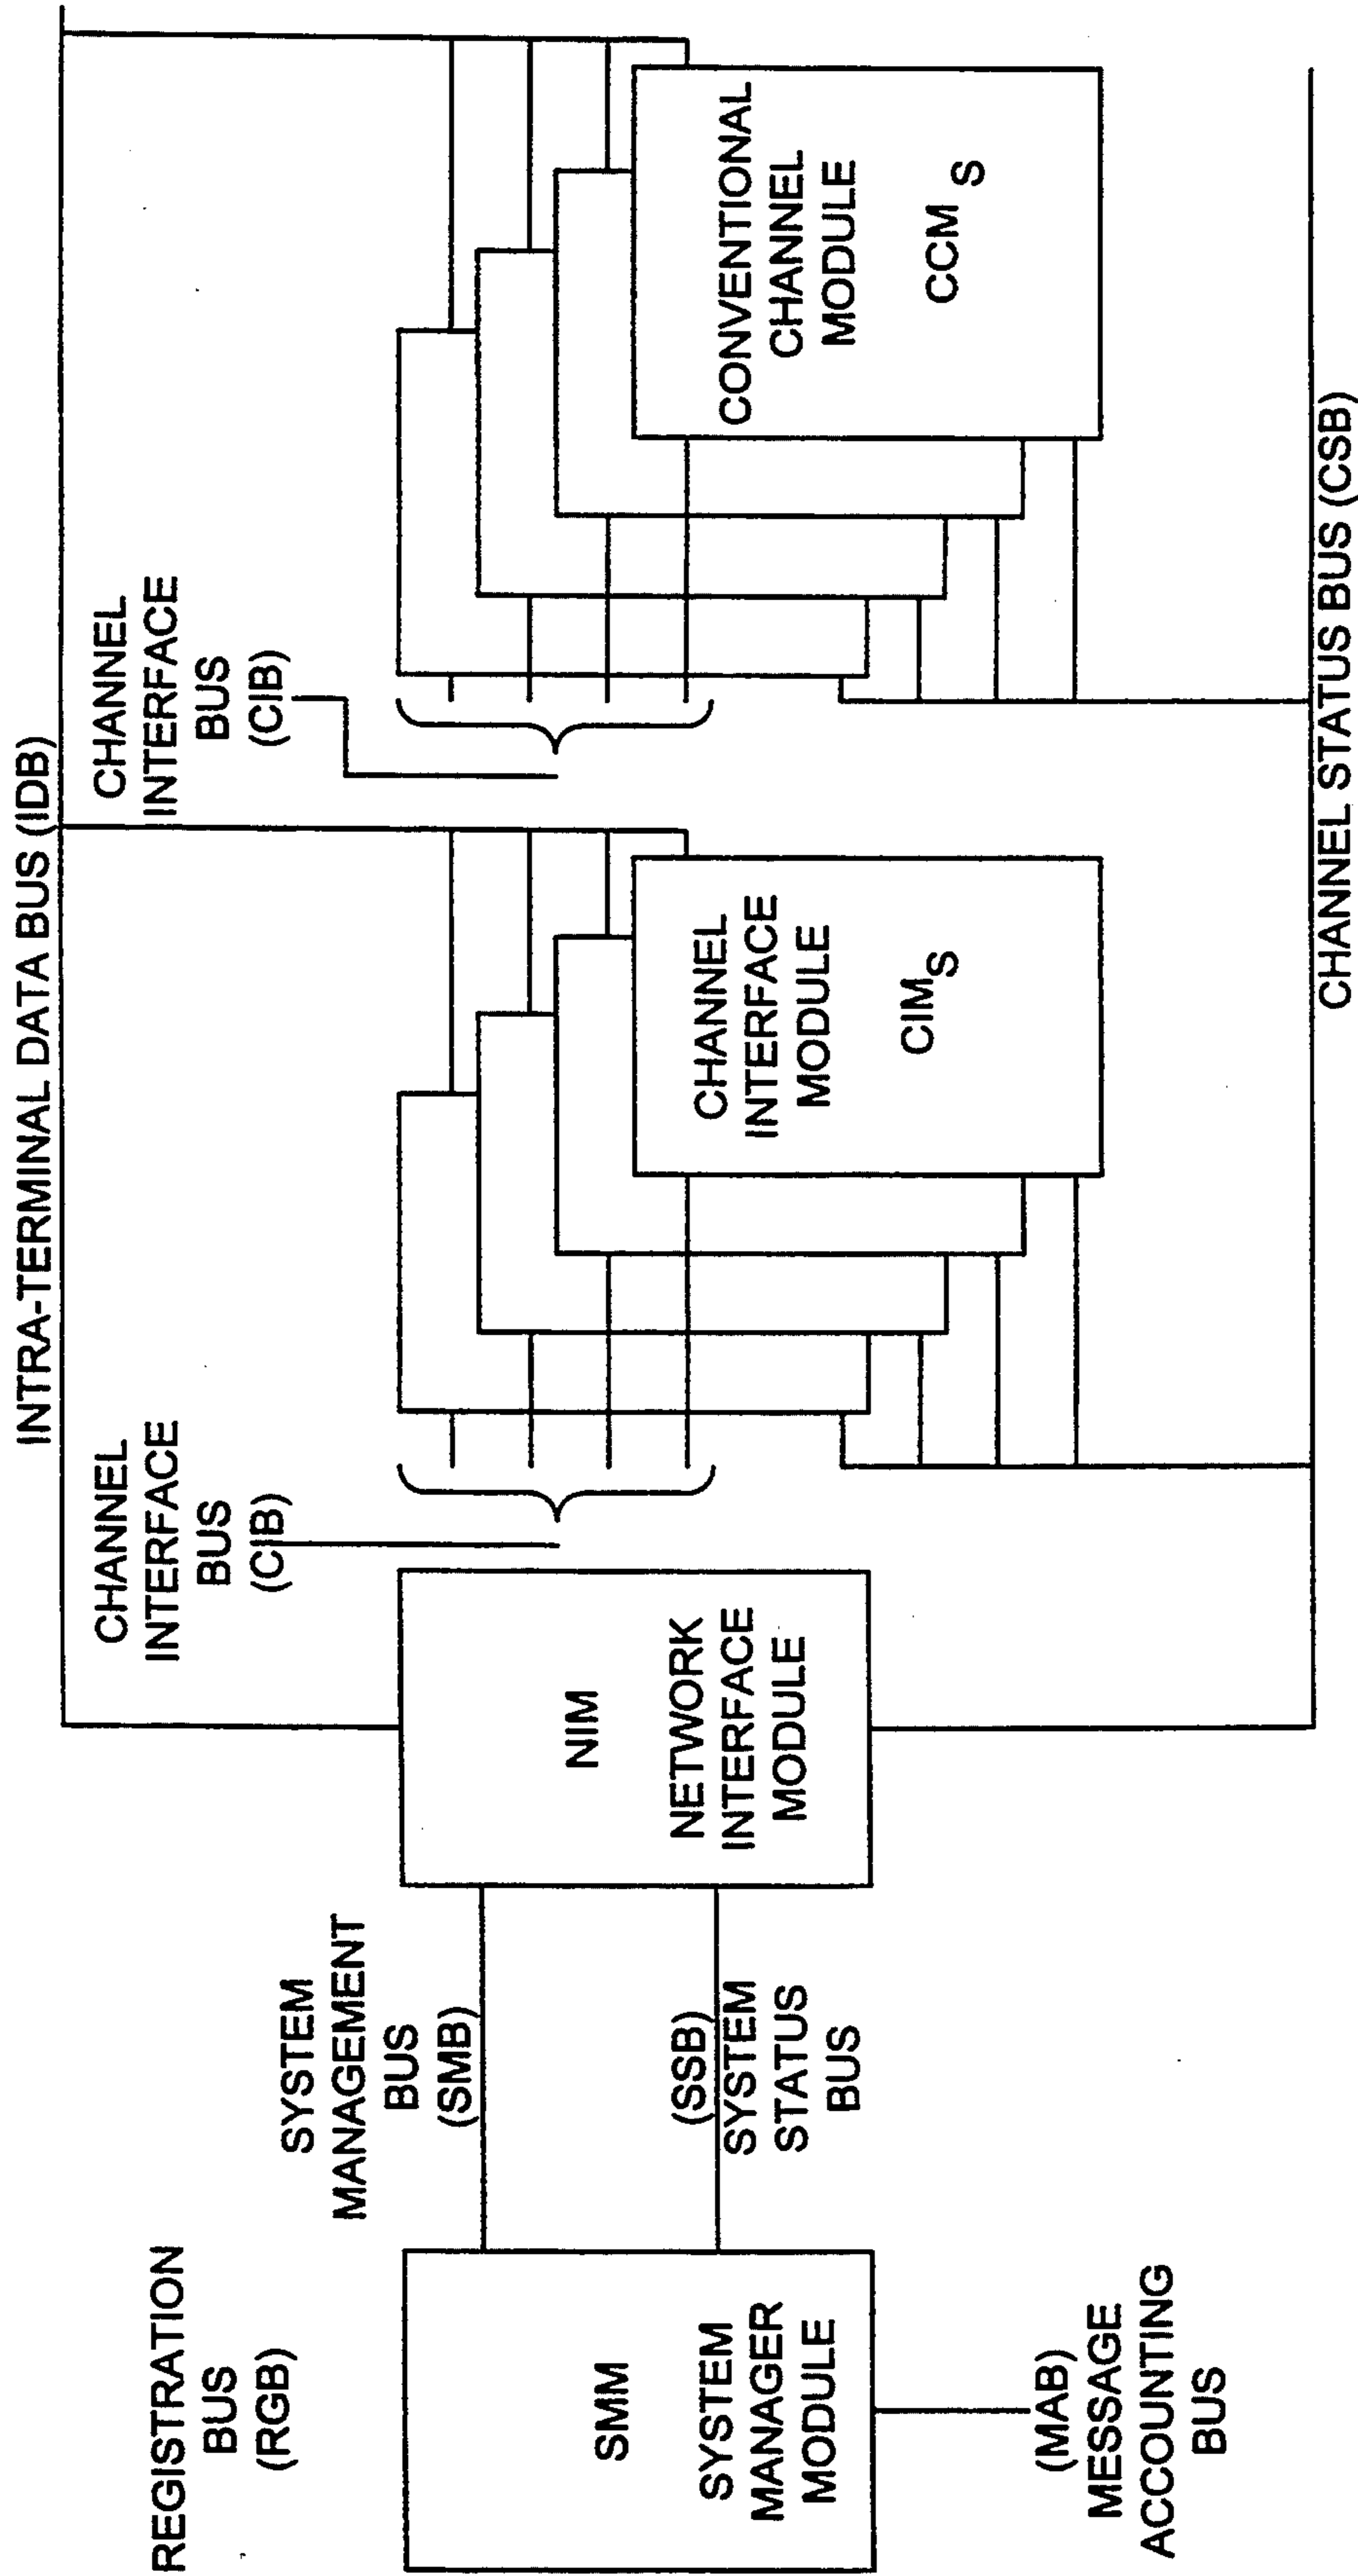 INTRA-TERMINAL DATA BUS (IDB)
REGISTRATION
BUS
(RGB)
SMM
SYSTEM
MANAGER
MODULE
(MAB)
MESSAGE
ACCOUNTING
BUS
SYSTEM
MANAGEMENT
BUS
(SMB)
(SSB)
SYSTEM
STATUS
BUS
NIM
NETWORK
INTERFACE
MODULE
CHANNEL
INTERFACE
BUS
(CIB)
CHANNEL
INTERFACE
MODULE
CIMS
CHANNEL
INTERFACE
BUS
(CIB)
CONVENTIONAL
CHANNEL
MODULE
CCMS
CHANNEL STATUS BUS (CSB)